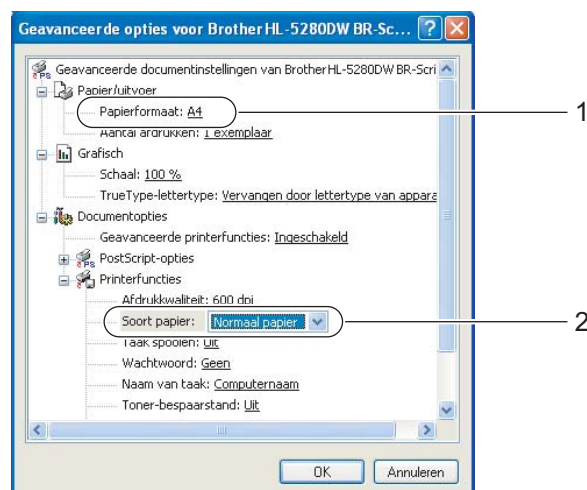 Geavanceerde opties voor Brother HL-5280DW BR-Sc...
Geavanceerde documentinstellingen van Brother HL-5280DW BR-Scri
Papier/uitvoer
Papierformaat: A4
1
Aantal afdrukken: 1 exemplaar
Grafisch
Schaal: 100 %
TrueType-lettertype: Vervangen door lettertype van appara
Documentopties
Geavanceerde printerfuncties: Ingeschakeld
PostScript-opties
Printerfuncties
Afdrukkwaliteit: 600 dpi
Soort papier: Normaal papier
2
Taak spoolen: Uit
Wachtwoord: Geen
Naam van taak: Computernaam
Toner-bespaarstand: Uit
OK Annuleren